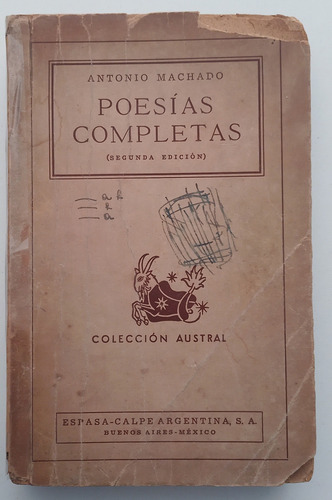 ANTONIO MACHADO
POESÍAS
COMPLETAS
(SEGUNDA EDICIÓN)
COLECCIÓN AUSTRAL
ESPASA-CALPE ARGENTINA, S. A.
BUENOS AIRES-MÉXICO